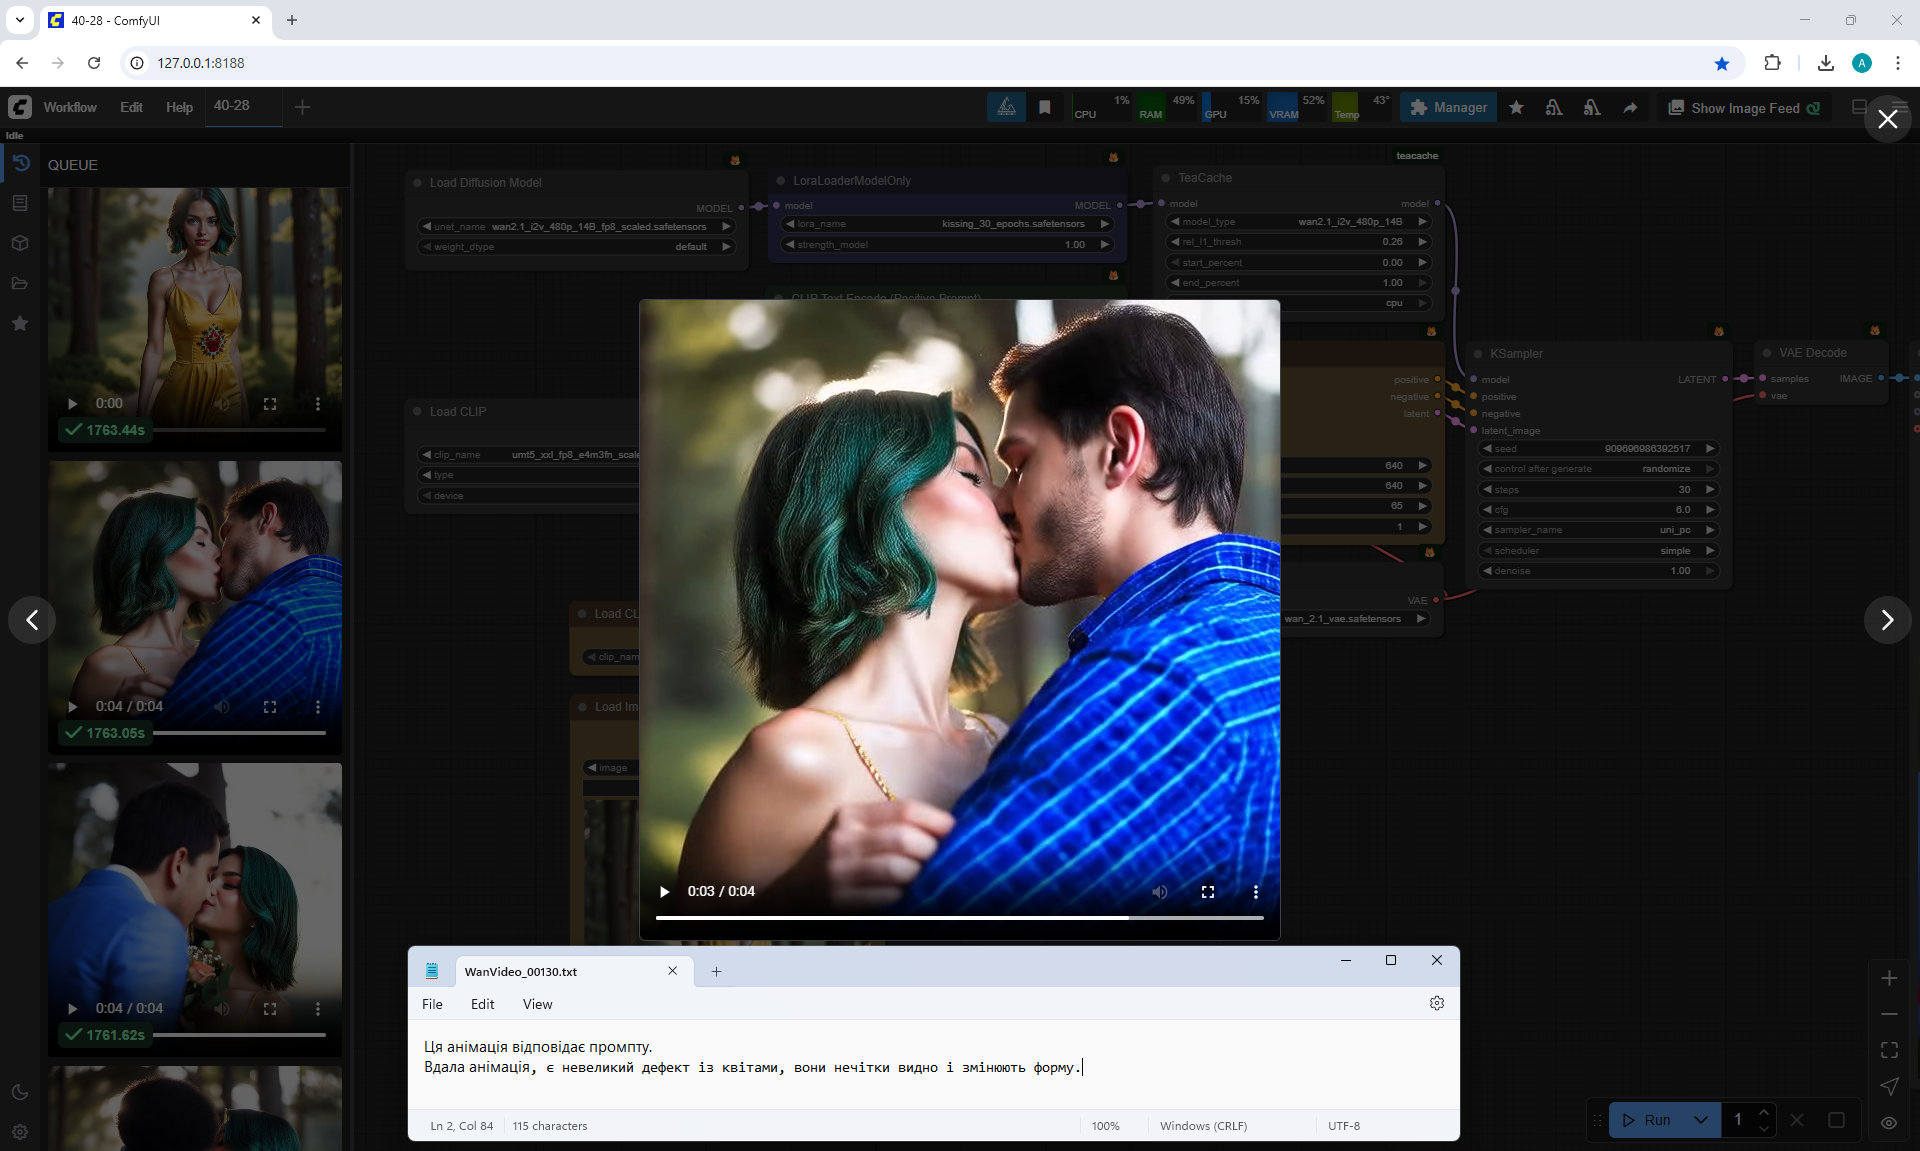 40-28 - ComfyUI
127.0.0.1:8188
Workflow Edit Help 40-28
1% CPU 49% RAM 15% GPU 52% VRAM 43° Temp
Manager
Show Image Feed
Idle
QUEUE
teacache
Load Diffusion Model
MODEL
unet_name wan2.1_i2v_480p_14B_fp8_scaled.safetensors
weight_dtype default
LoraLoaderModelOnly
model MODEL
lora_name kissing_30_epochs.safetensors
strength_model 1.00
TeaCache
model model
model_type wan2.1_i2v_480p_14B
rel_l1_thresh 0.26
start_percent 0.00
end_percent 1.00
cpu
CLIP Text Encode (Positive Prompt)
0:00
1763.44s
Load CLIP
clip_name umt5_xxl_fp8_e4m3fn_scale
type
device
positive
negative
latent
640
640
65
1
KSampler
model LATENT
positive
negative
latent_image
seed 909696986392517
control after generate randomize
steps 30
cfg 6.0
sampler_name uni_pc
scheduler simple
denoise 1.00
VAE Decode
samples IMAGE
vae
VAE
wan_2.1_vae.safetensors
Load CL
clip_nam
Load Im
image
0:04 / 0:04
1763.05s
0:04 / 0:04
1761.62s
0:03 / 0:04
WanVideo_00130.txt
File Edit View
Ця анімація відповідає промпту.
Вдала анімація, є невеликий дефект із квітами, вони нечітки видно і змінюють форму.
Ln 2, Col 84 115 characters 100% Windows (CRLF) UTF-8
Run 1